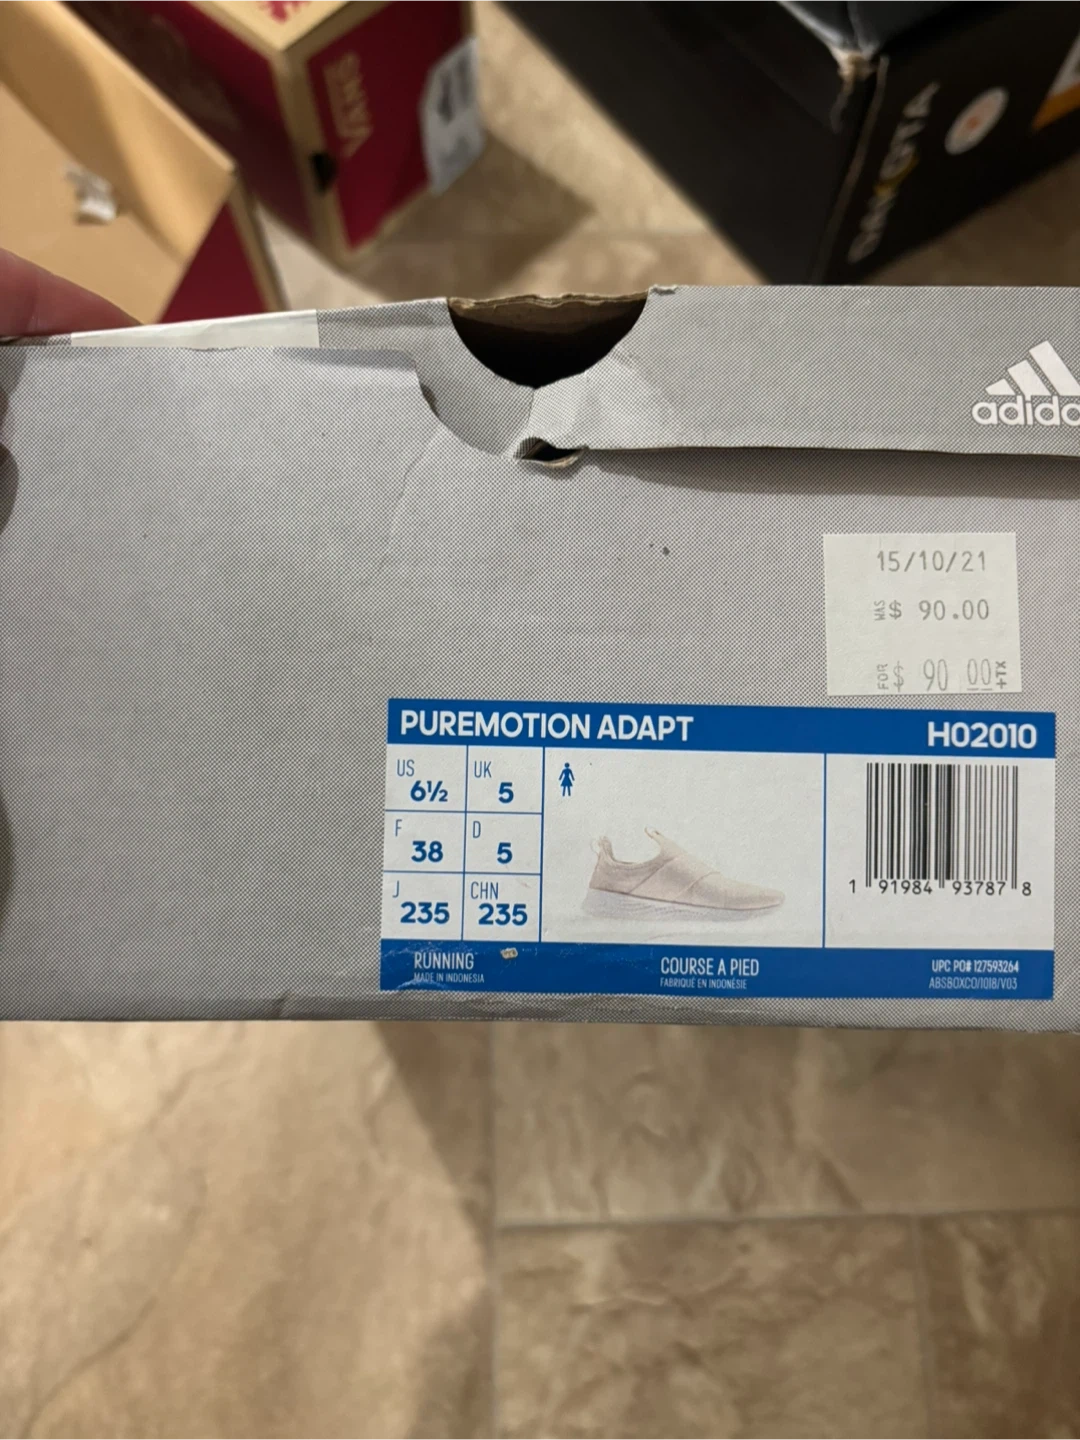 VANS
DAKOTA
adidas
15/10/21
WAS $ 90.00
FOR $ 90 00 +TX
PUREMOTION ADAPT
H02010
US 6½
UK 5
F 38
D 5
J 235
CHN 235
1 91984 93787 8
RUNNING
MADE IN INDONESIA
COURSE A PIED
FABRIQUÉ EN INDONÉSIE
UPC PO# 127593264
ABSBOXCO/1018/V03